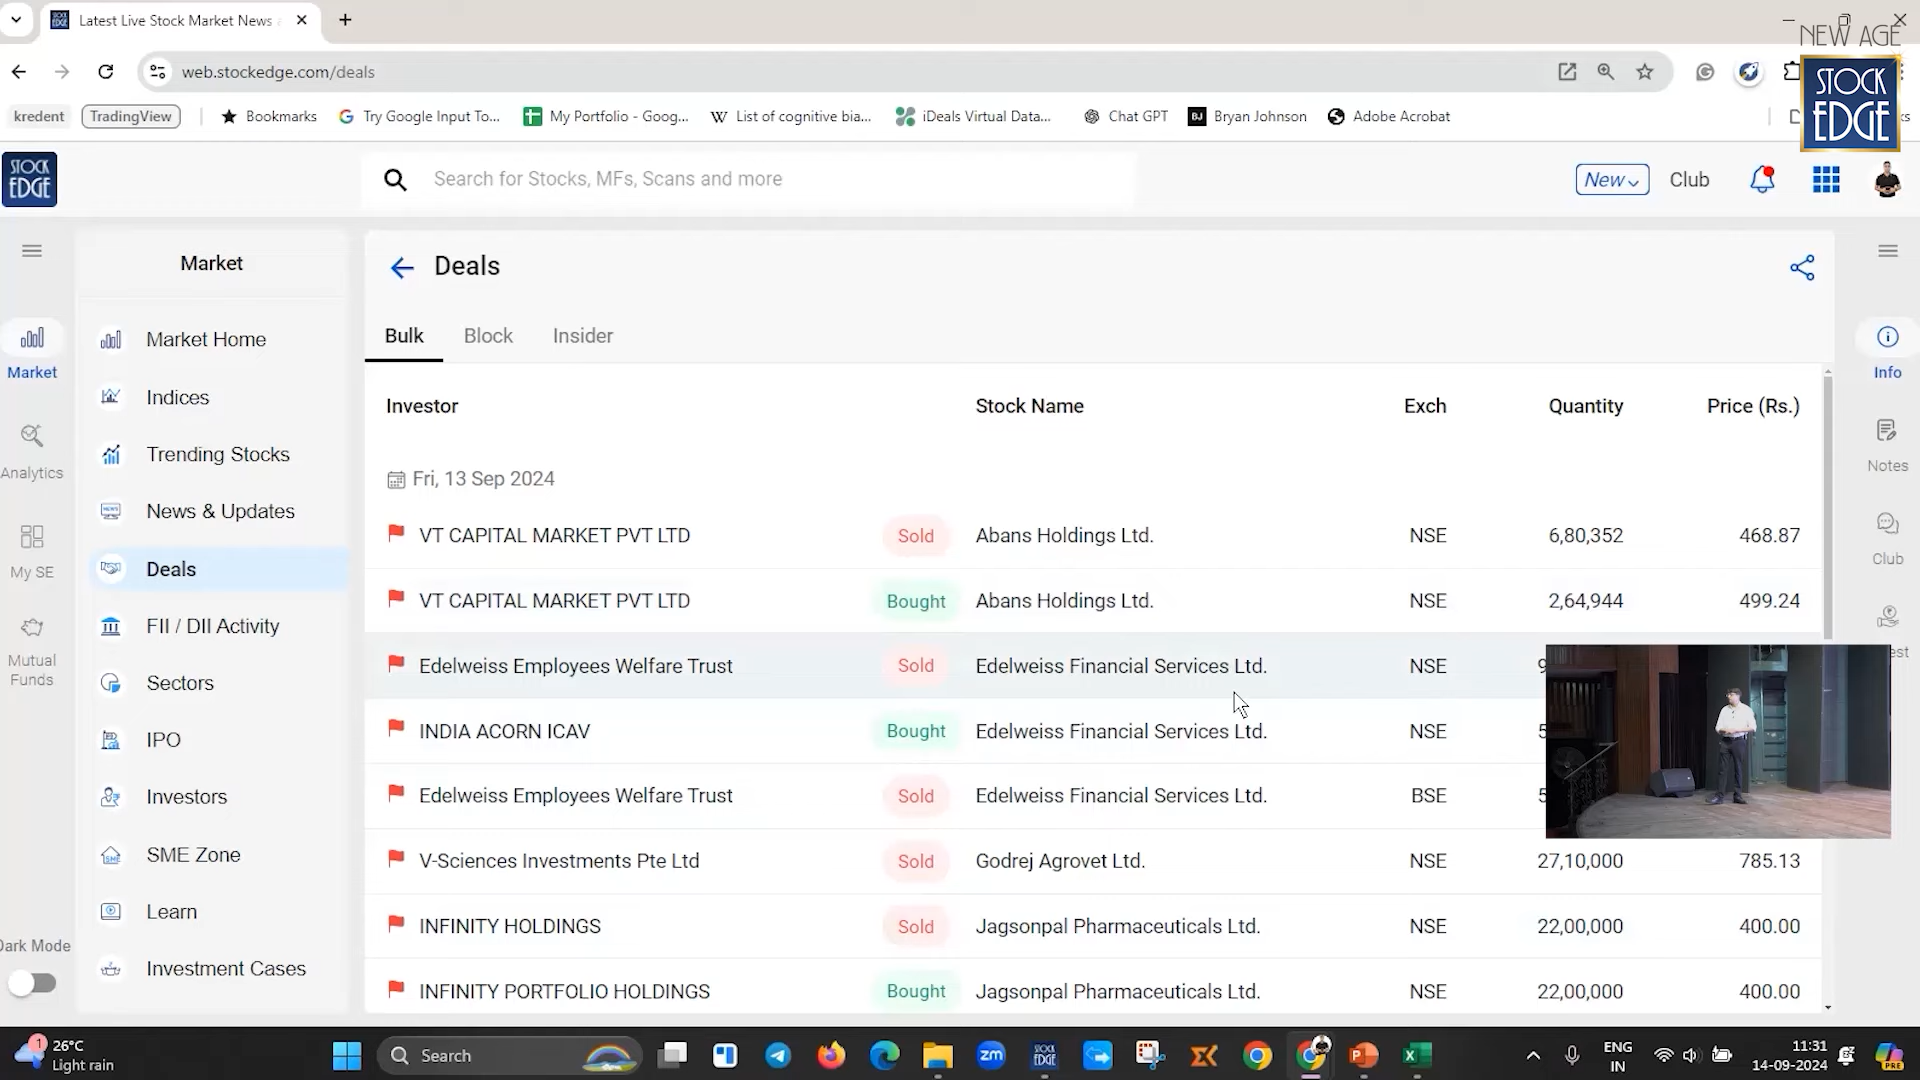 Latest Live Stock Market News
NEW AGE
STOCK EDGE
web.stockedge.com/deals
kredent
TradingView
Bookmarks
Try Google Input To...
My Portfolio - Goog...
List of cognitive bia...
iDeals Virtual Data...
Chat GPT
BJ
Bryan Johnson
Adobe Acrobat
STOCK EDGE
Search for Stocks, MFs, Scans and more
New
Club
Market
Analytics
My SE
Mutual Funds
Dark Mode
Market
Market Home
Indices
Trending Stocks
News & Updates
Deals
FII / DII Activity
Sectors
IPO
Investors
SME Zone
Learn
Investment Cases
Deals
Bulk Block Insider
Investor Stock Name Exch Quantity Price (Rs.)
Fri, 13 Sep 2024
VT CAPITAL MARKET PVT LTD Sold Abans Holdings Ltd. NSE 6,80,352 468.87
VT CAPITAL MARKET PVT LTD Bought Abans Holdings Ltd. NSE 2,64,944 499.24
Edelweiss Employees Welfare Trust Sold Edelweiss Financial Services Ltd. NSE
INDIA ACORN ICAV Bought Edelweiss Financial Services Ltd. NSE
Edelweiss Employees Welfare Trust Sold Edelweiss Financial Services Ltd. BSE
V-Sciences Investments Pte Ltd Sold Godrej Agrovet Ltd. NSE 27,10,000 785.13
INFINITY HOLDINGS Sold Jagsonpal Pharmaceuticals Ltd. NSE 22,00,000 400.00
INFINITY PORTFOLIO HOLDINGS Bought Jagsonpal Pharmaceuticals Ltd. NSE 22,00,000 400.00
Info
Notes
Club
1
26°C
Light rain
Search
zm
STOCK EDGE
ENG
IN
11:31
14-09-2024
PRE